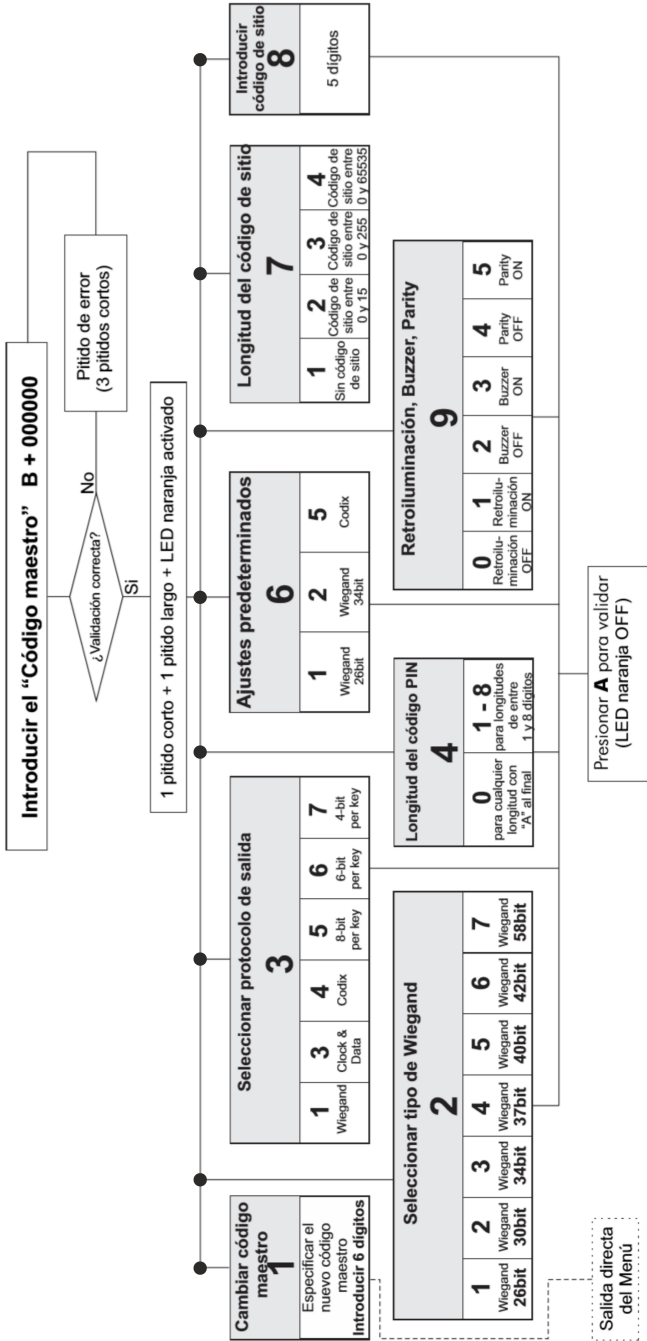 Introducir el “Código maestro” B + 000000
¿Validación correcta?
No
Pitido de error
(3 pitidos cortos)
Si
1 pitido corto + 1 pitido largo + LED naranja activado
Cambiar código
maestro
1
Especificar el
nuevo código
maestro
Introducir 6 dígitos
Seleccionar protocolo de salida
3
1
Wiegand
3
Clock &
Data
4
Codix
5
8-bit
per key
6
6-bit
per key
7
4-bit
per key
Ajustes predeterminados
6
1
Wiegand
26bit
2
Wiegand
34bit
5
Codix
Longitud del código de sitio
7
1
Sin código
de sitio
2
Código de
sitio entre
0 y 15
3
Código de
sitio entre
0 y 255
4
Código de
sitio entre
0 y 65535
Introducir
código de sitio
8
5 dígitos
Seleccionar tipo de Wiegand
2
1
Wiegand
26bit
2
Wiegand
30bit
3
Wiegand
34bit
4
Wiegand
37bit
5
Wiegand
40bit
6
Wiegand
42bit
7
Wiegand
58bit
Longitud del código PIN
4
0
para cualquier
longitud con
“A” al final
1 - 8
para longitudes
de entre
1 y 8 dígitos
Retroiluminación, Buzzer, Parity
9
0
Retroilu-
minación
OFF
1
Retroilu-
minación
ON
2
Buzzer
OFF
3
Buzzer
ON
4
Parity
OFF
5
Parity
ON
Salida directa
del Menú
Presionar A para validar
(LED naranja OFF)